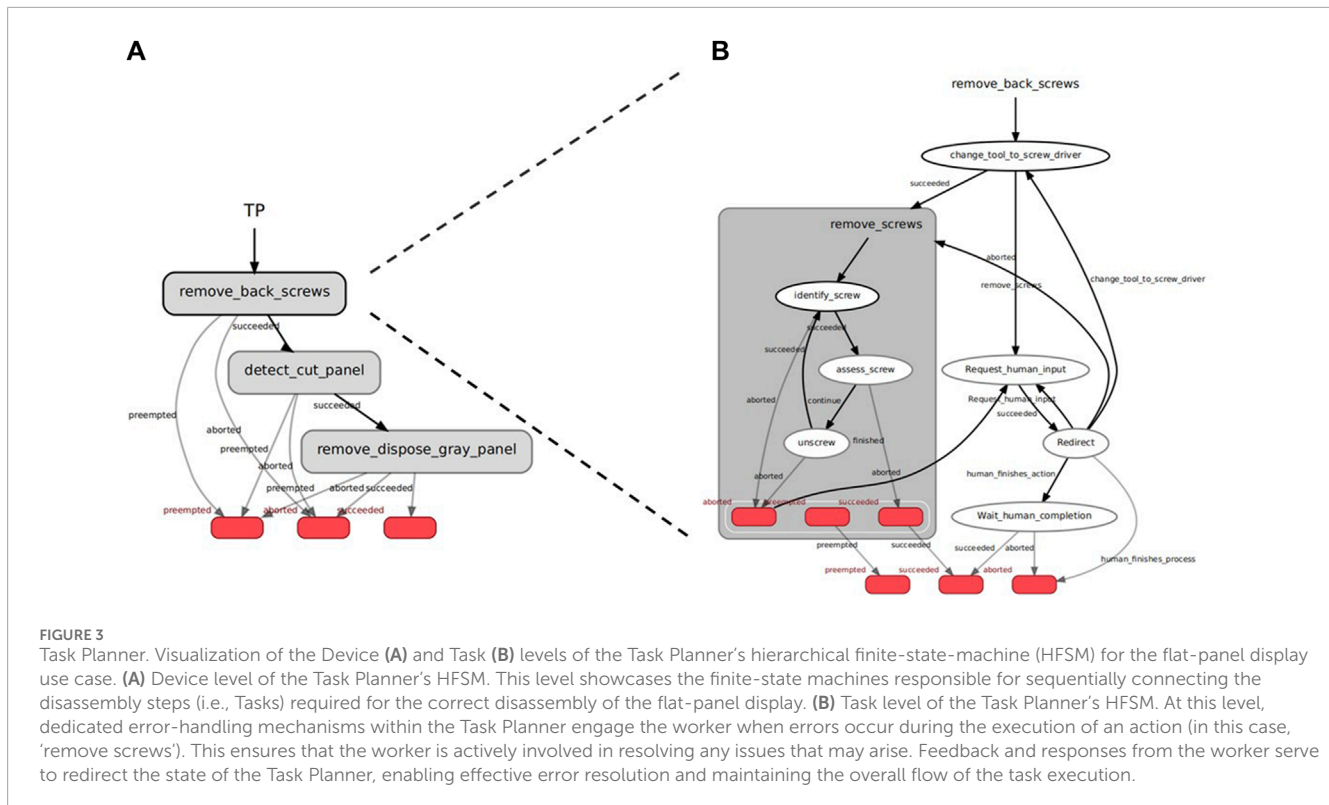 A
TP
remove_back_screws
succeeded
detect_cut_panel
succeeded
preempted
remove_dispose_gray_panel
aborted
preempted
aborted
preempted
aborted
succeeded
preempted
aborted
succeeded
B
remove_back_screws
change_tool_to_screw_driver
succeeded
remove_screws
aborted
change_tool_to_screw_driver
remove_screws
identify_screw
succeeded
succeeded
assess_screw
Request_human_input
aborted
continue
Request_human_input
succeeded
unscrew
finished
Redirect
aborted
aborted
human_finishes_action
aborted
preempted
succeeded
Wait_human_completion
preempted
succeeded
succeeded
aborted
human_finishes_process
preempted
succeeded
aborted
FIGURE 3
Task Planner. Visualization of the Device (A) and Task (B) levels of the Task Planner's hierarchical finite-state-machine (HFSM) for the flat-panel display
use case. (A) Device level of the Task Planner's HFSM. This level showcases the finite-state machines responsible for sequentially connecting the
disassembly steps (i.e., Tasks) required for the correct disassembly of the flat-panel display. (B) Task level of the Task Planner's HFSM. At this level,
dedicated error-handling mechanisms within the Task Planner engage the worker when errors occur during the execution of an action (in this case,
'remove screws'). This ensures that the worker is actively involved in resolving any issues that may arise. Feedback and responses from the worker serve
to redirect the state of the Task Planner, enabling effective error resolution and maintaining the overall flow of the task execution.